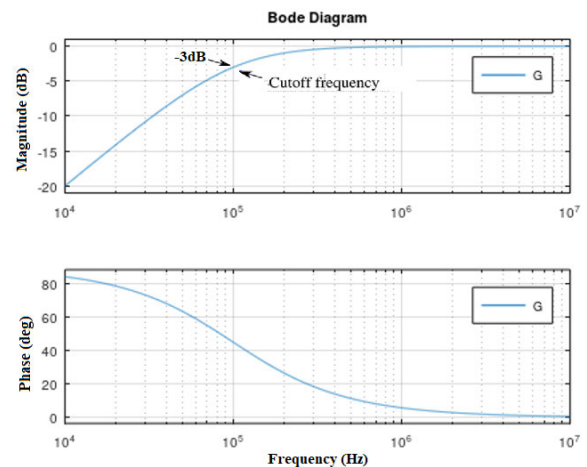 Bode Diagram
Magnitude (dB)
0
-5
-10
-15
-20
-3dB
Cutoff frequency
G
10^4
10^5
10^6
10^7
Phase (deg)
80
60
40
20
0
G
10^4
10^5
10^6
10^7
Frequency (Hz)